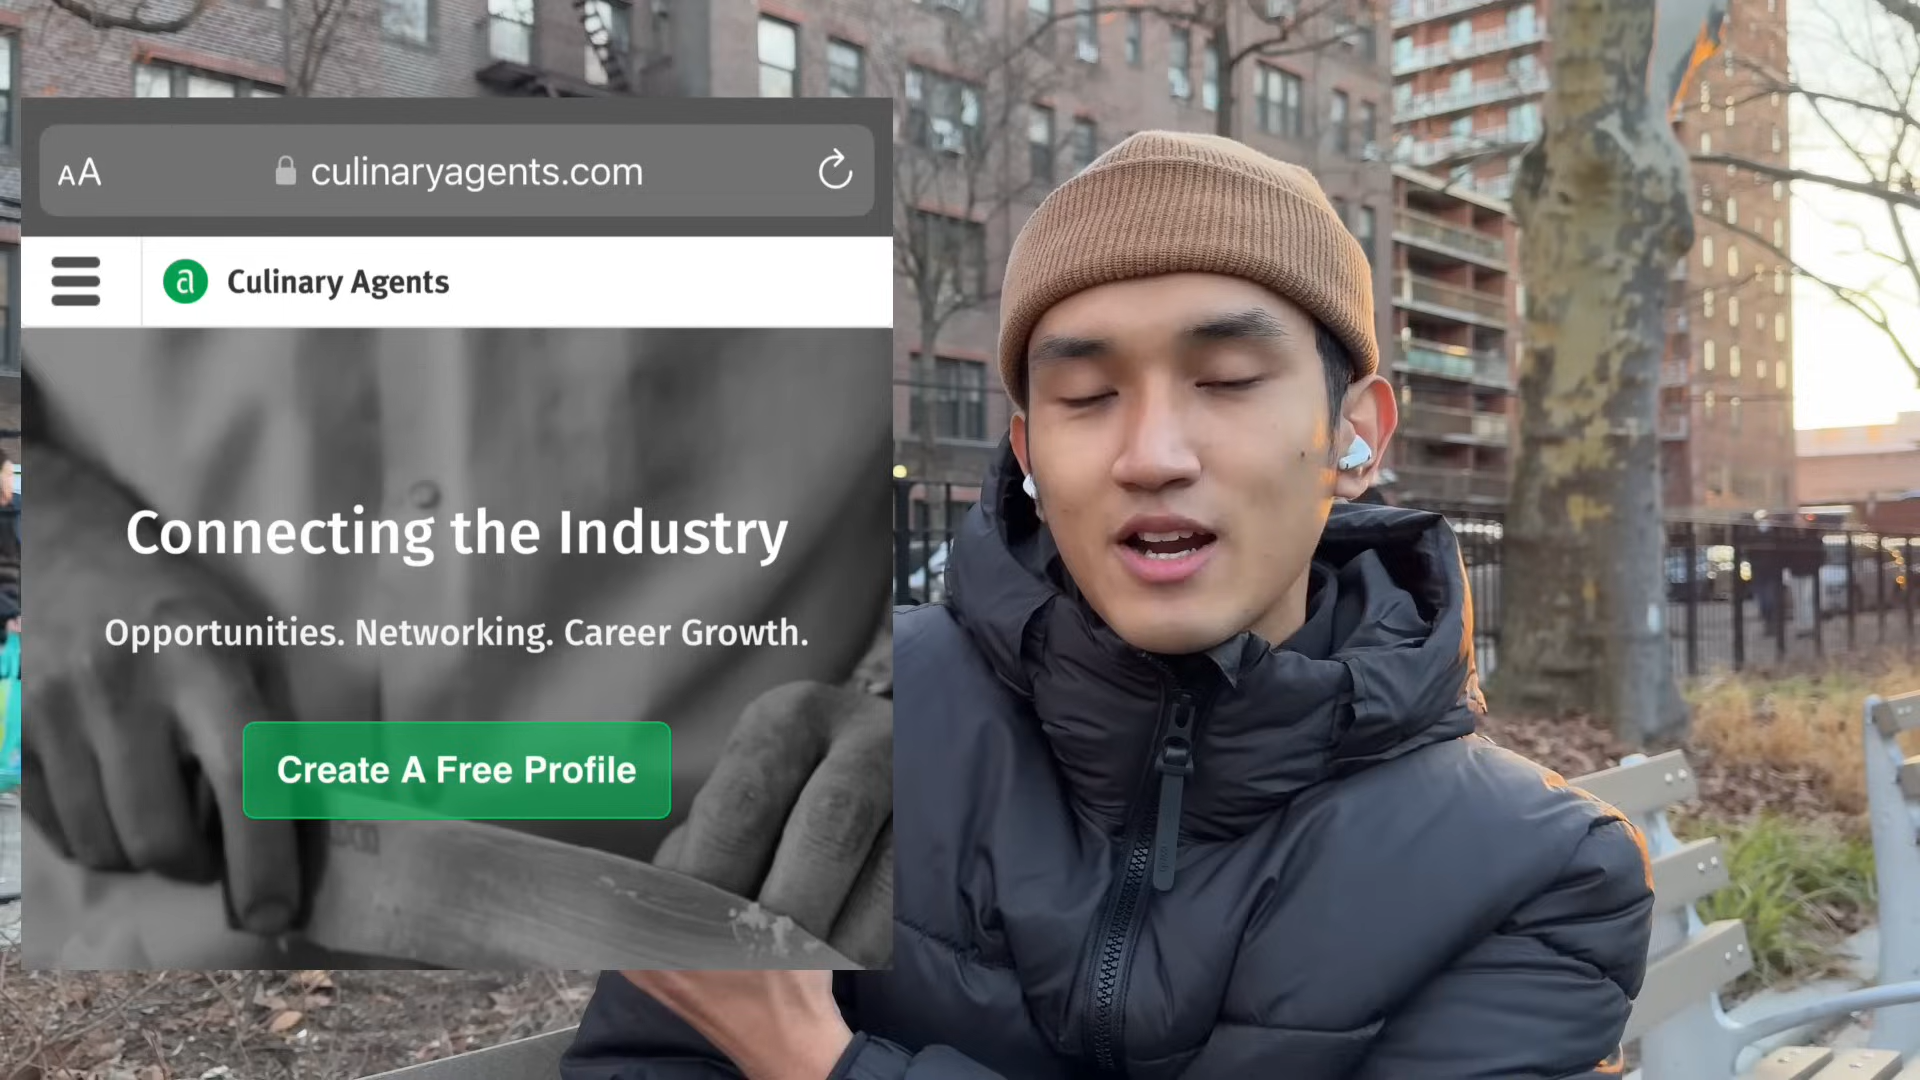 AA culinaryagents.com
a Culinary Agents
Connecting the Industry
Opportunities. Networking. Career Growth.
Create A Free Profile